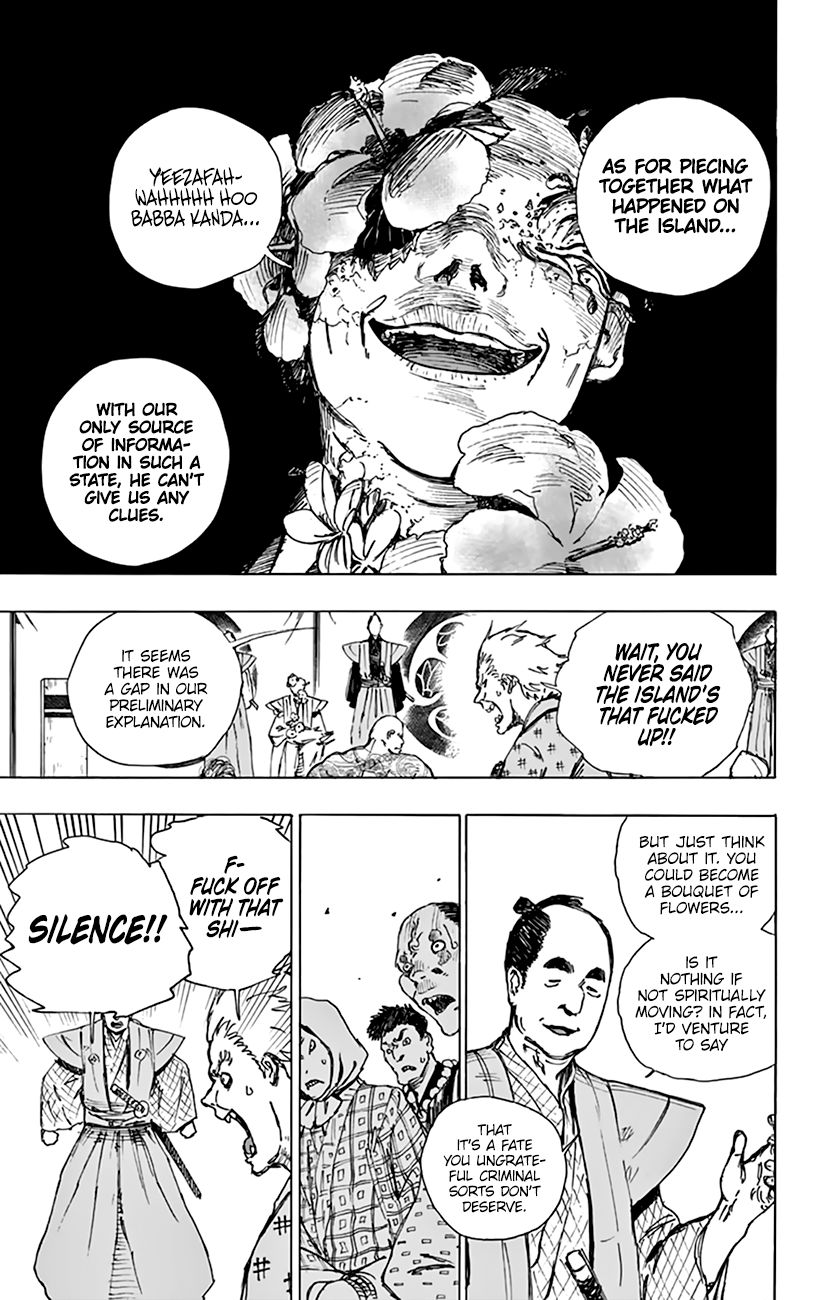 AS FOR PIECING
TOGETHER WHAT
HAPPENED ON
THE ISLAND...
YEEZAFAH-
WAHHHHH HOO
BABBA KANDA...
WITH OUR
ONLY SOURCE
OF INFORMA-
TION IN SUCH A
STATE, HE CAN'T
GIVE US ANY
CLUES.
WAIT, YOU
NEVER SAID
THE ISLAND'S
THAT FUCKED
UP!!
IT SEEMS
THERE WAS
A GAP IN OUR
PRELIMINARY
EXPLANATION.
BUT JUST THINK
ABOUT IT. YOU
COULD BECOME
A BOUQUET OF
FLOWERS...
IS IT
NOTHING IF
NOT SPIRITUALLY
MOVING? IN FACT,
I'D VENTURE
TO SAY
THAT
IT'S A FATE
YOU UNGRATE-
FUL CRIMINAL
SORTS DON'T
DESERVE.
F-
FUCK OFF
WITH THAT
SHI—
SILENCE!!